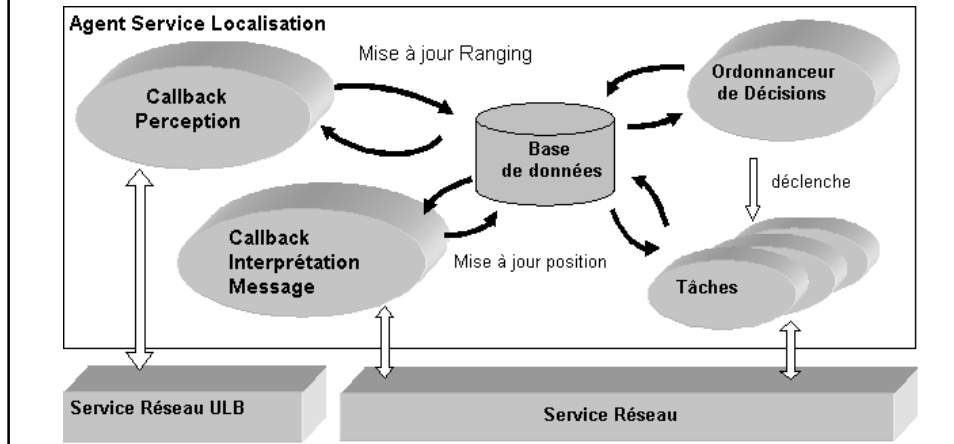 Agent Service Localisation
Mise à jour Ranging
Callback
Perception
Ordonnanceur
de Décisions
Base
de données
déclenche
Callback
Interprétation
Message
Mise à jour position
Tâches
Service Réseau ULB
Service Réseau